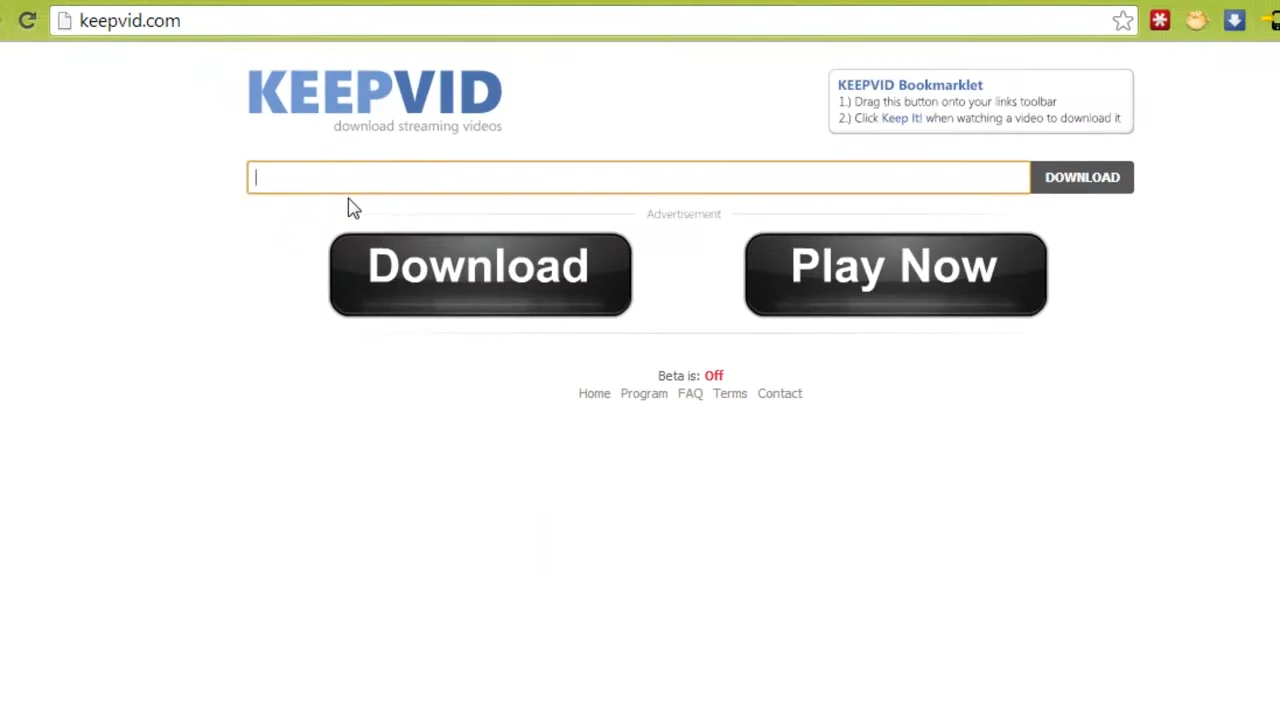 keepvid.com
KEEPVID
download streaming videos
KEEPVID Bookmarklet
1.) Drag this button onto your links toolbar
2.) Click Keep It! when watching a video to download it
DOWNLOAD
Advertisement
Download
Play Now
Beta is: Off
Home Program FAQ Terms Contact